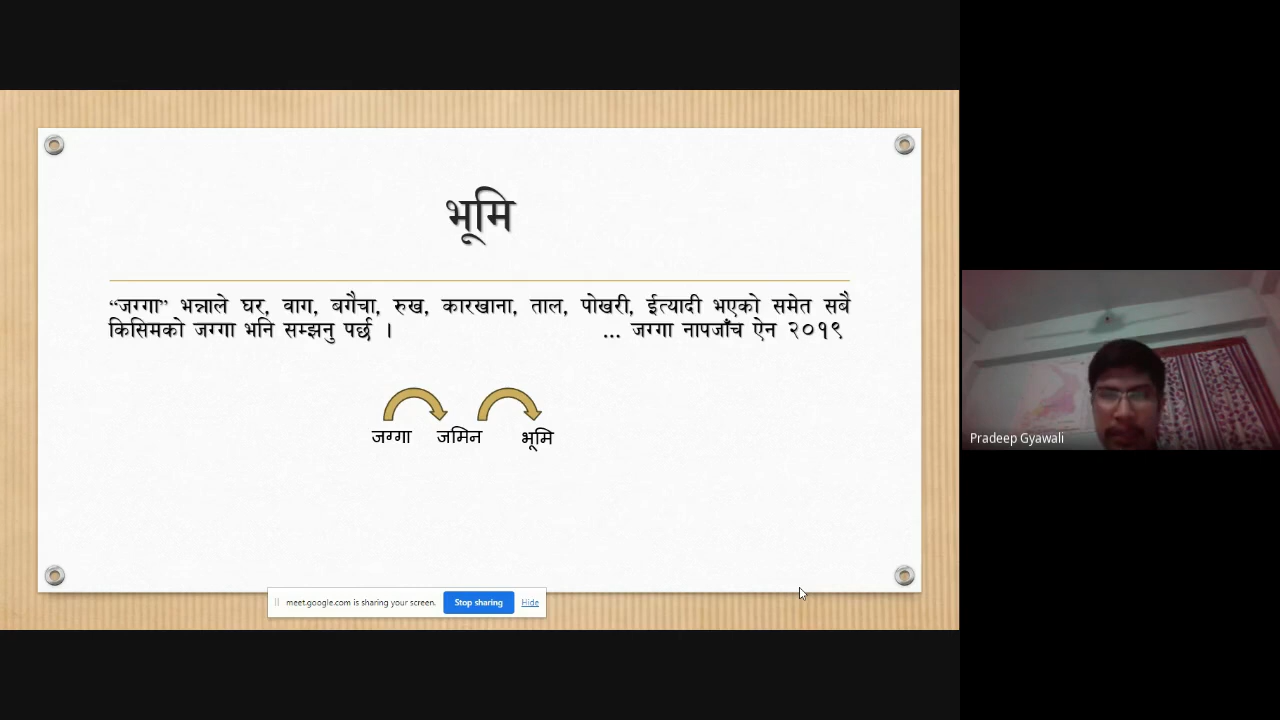 भूमि
“जग्गा” भन्नाले घर, वाग, बगैचा, रुख, कारखाना, ताल, पोखरी, ईत्यादी भएको समेत सबै
किसिमको जग्गा भनि सम्झनु पर्छ । ... जग्गा नापजाँच ऐन २०१९
जग्गा जमिन भूमि
meet.google.com is sharing your screen. Stop sharing Hide
Pradeep Gyawali